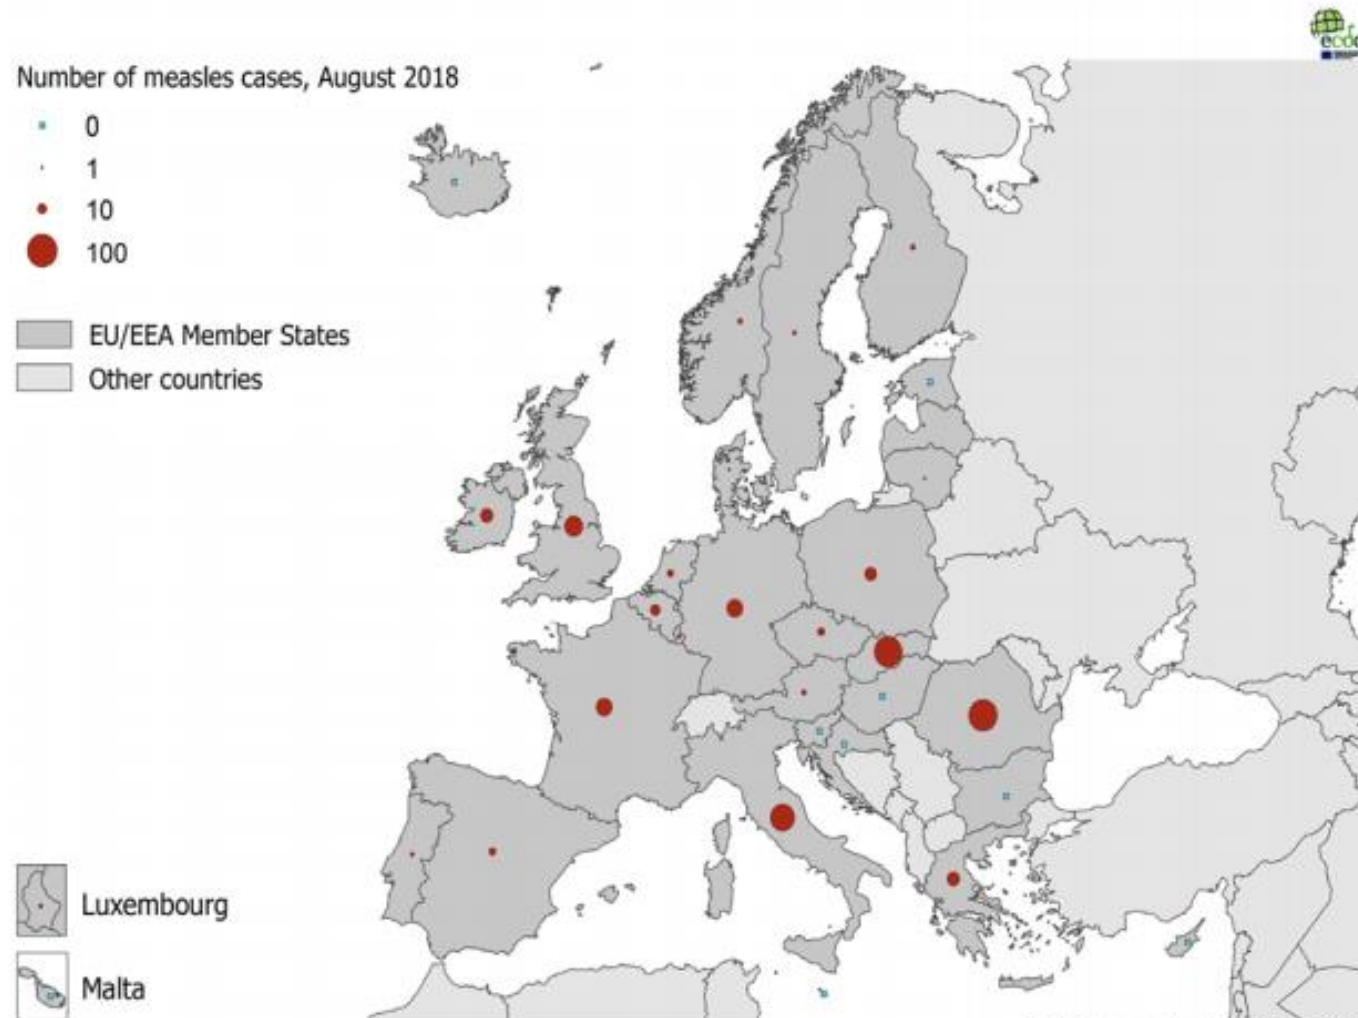 Number of measles cases, August 2018
0
1
10
100
EU/EEA Member States
Other countries
Luxembourg
Malta